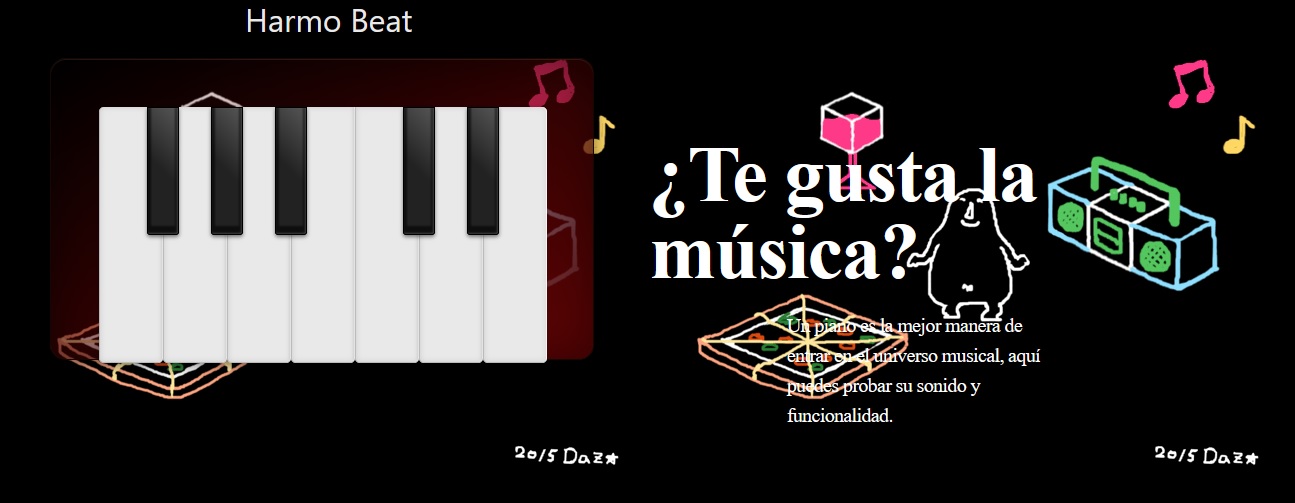 Harmo Beat
¿Te gusta la
música?
Un piano es la mejor manera de
entrar en el universo musical, aquí
puedes probar su sonido y
funcionalidad.
2015 Daz★
2015 Daz★